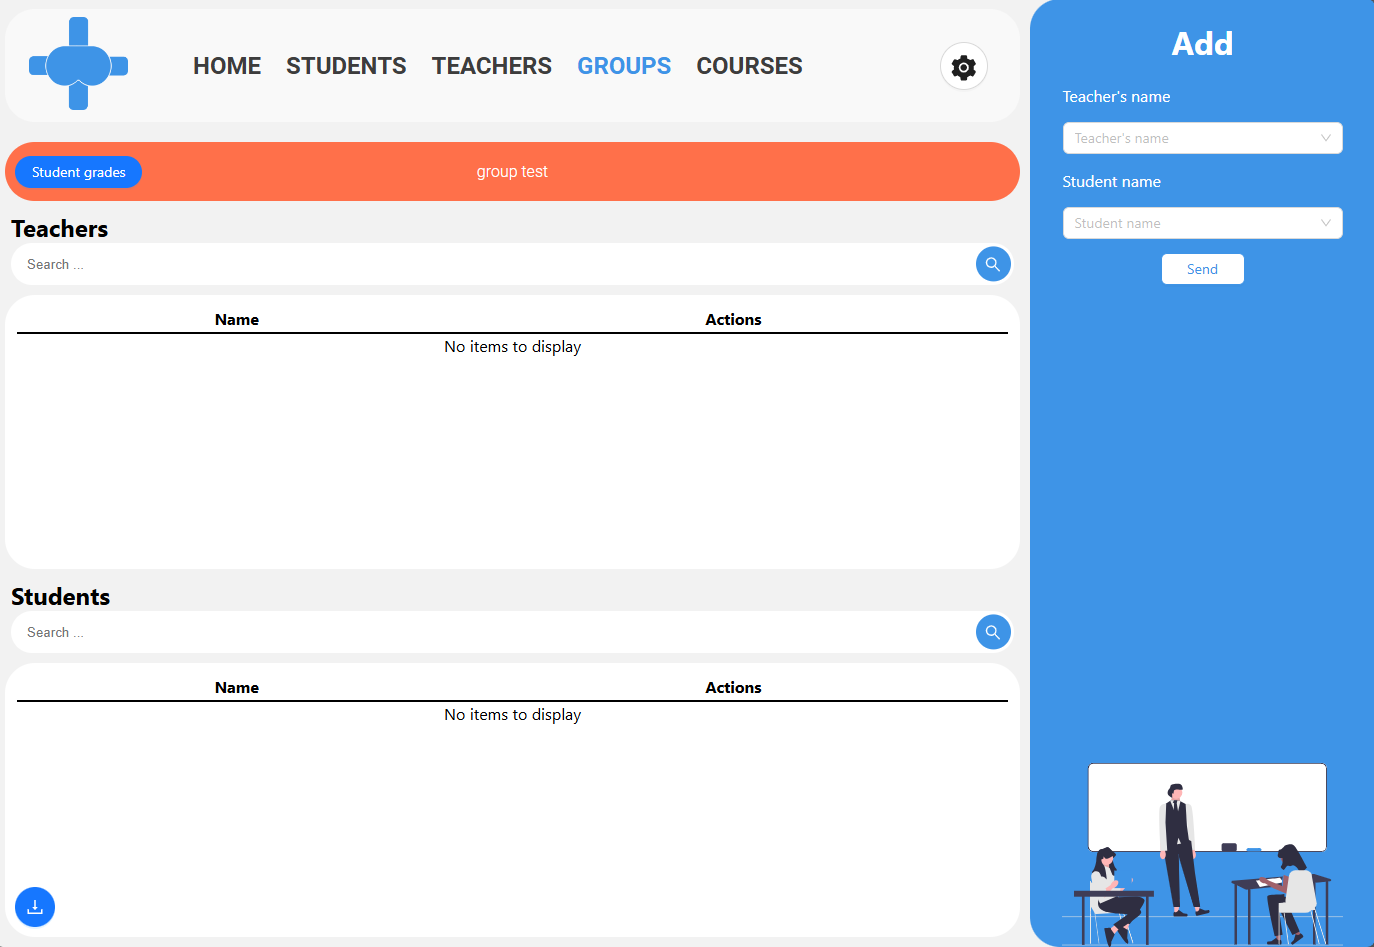 HOME STUDENTS TEACHERS GROUPS COURSES
Student grades
group test
Teachers
Search ...
Name Actions
No items to display
Students
Search ...
Name Actions
No items to display
Add
Teacher's name
Teacher's name
Student name
Student name
Send